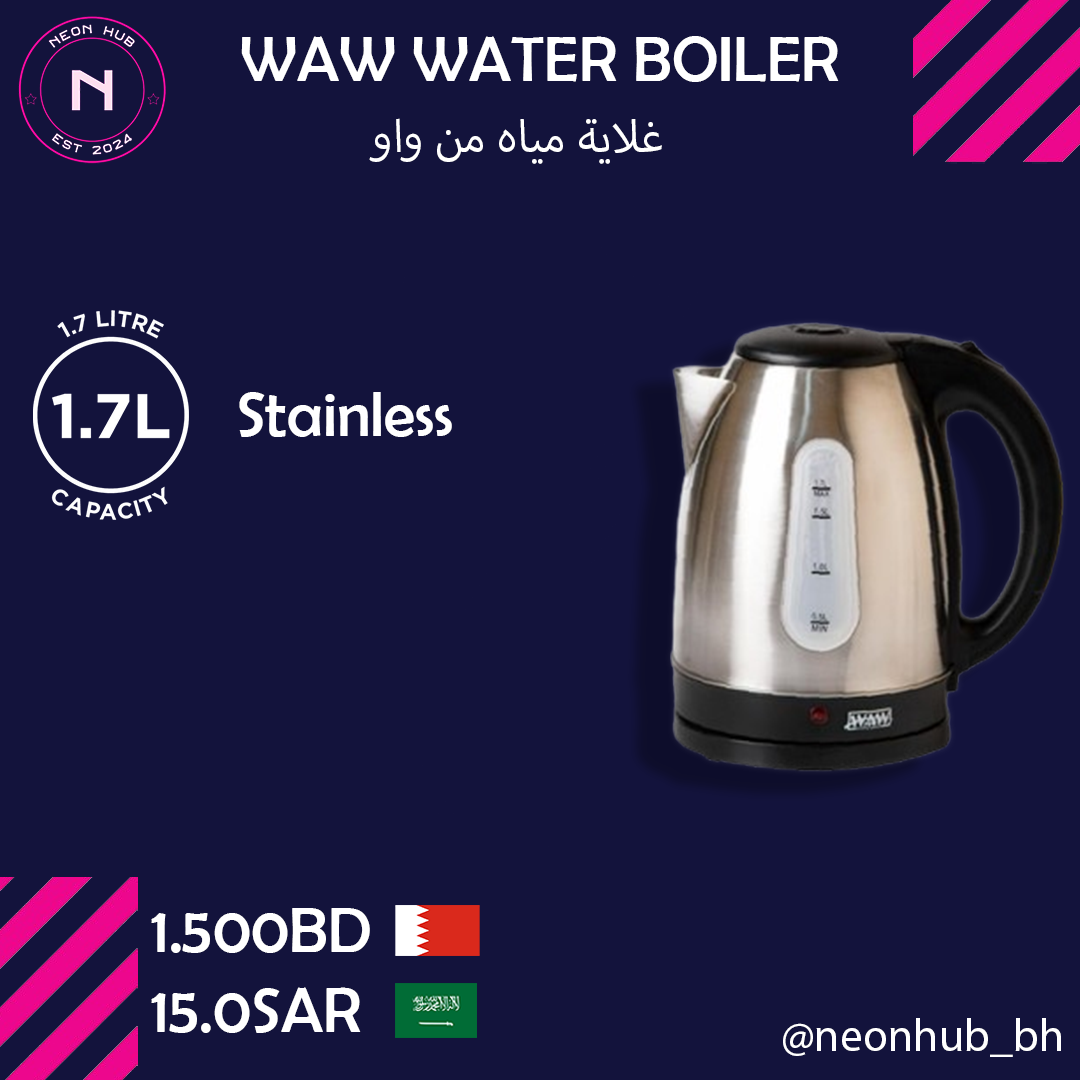 NEON HUB
N
EST 2024
WAW WATER BOILER
غلاية مياه من واو
1.7 LITRE
1.7L
CAPACITY
Stainless
1.7L
MAX
1.5L
1.0L
0.5L
MIN
WAW
1.500BD
15.0SAR
@neonhub_bh